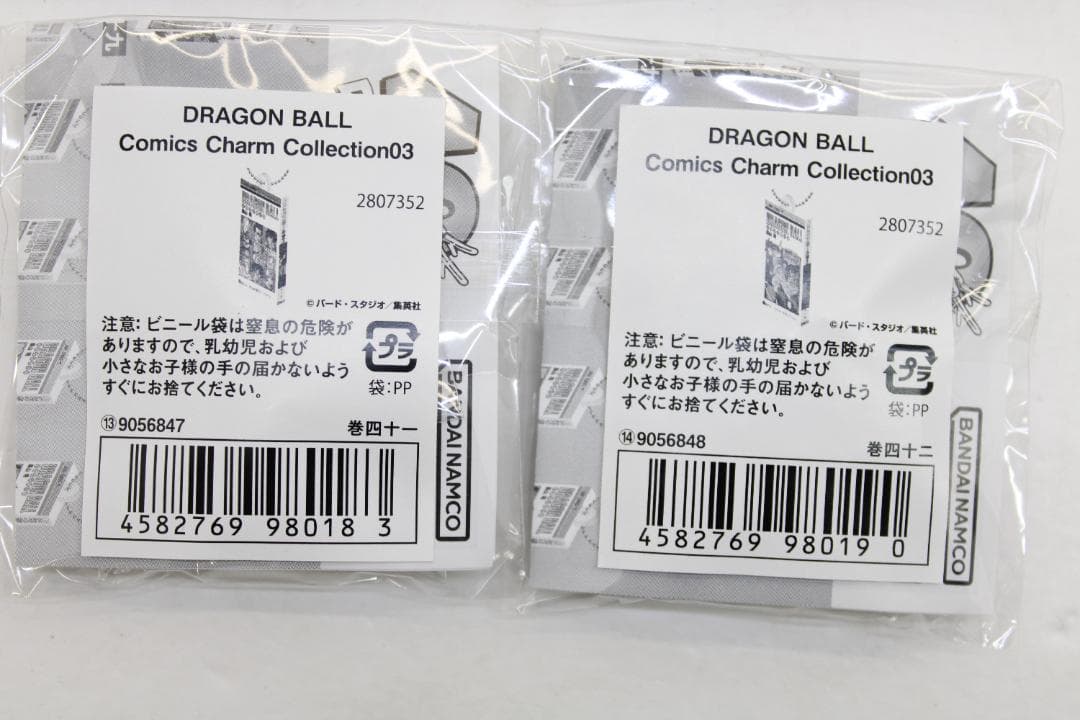 DRAGON BALL
Comics Charm Collection03
2807352
©バード・スタジオ/集英社
注意: ビニール袋は窒息の危険が
ありますので、乳幼児および
小さなお子様の手の届かないよう
すぐにお捨てください。
プラ
袋:PP
⑬9056847
巻四十一
4582769 98018 3
BANDAI NAMCO
DRAGON BALL
Comics Charm Collection03
2807352
©バード・スタジオ/集英社
注意: ビニール袋は窒息の危険が
ありますので、乳幼児および
小さなお子様の手の届かないよう
すぐにお捨てください。
プラ
袋:PP
⑭9056848
巻四十二
4582769 98019 0
BANDAI NAMCO